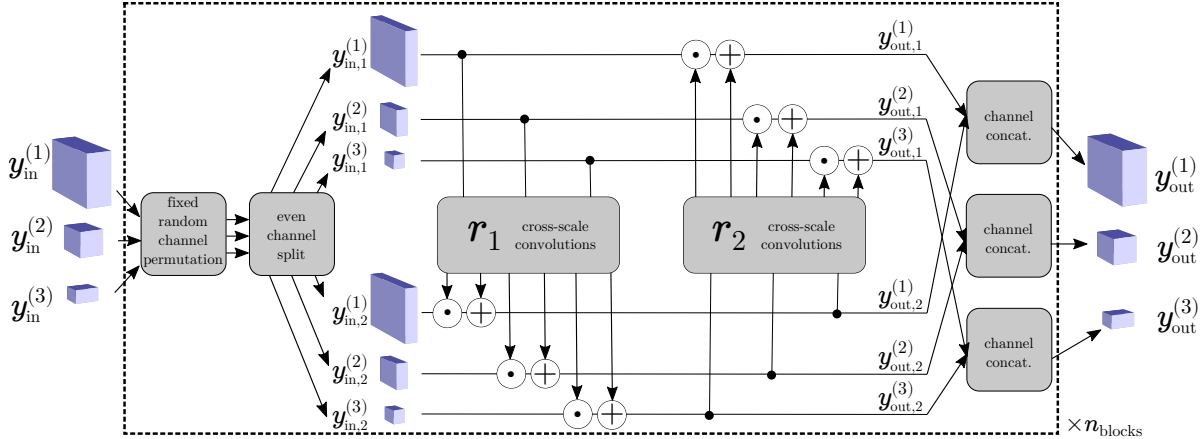 y_in^(1)
y_in^(2)
y_in^(3)
fixed
random
channel
permutation
even
channel
split
y_in,1^(1)
y_in,1^(2)
y_in,1^(3)
y_in,2^(1)
y_in,2^(2)
y_in,2^(3)
r_1 cross-scale
convolutions
r_2 cross-scale
convolutions
y_out,1^(1)
y_out,1^(2)
y_out,1^(3)
y_out,2^(1)
y_out,2^(2)
y_out,2^(3)
channel
concat.
channel
concat.
channel
concat.
y_out^(1)
y_out^(2)
y_out^(3)
×n_blocks